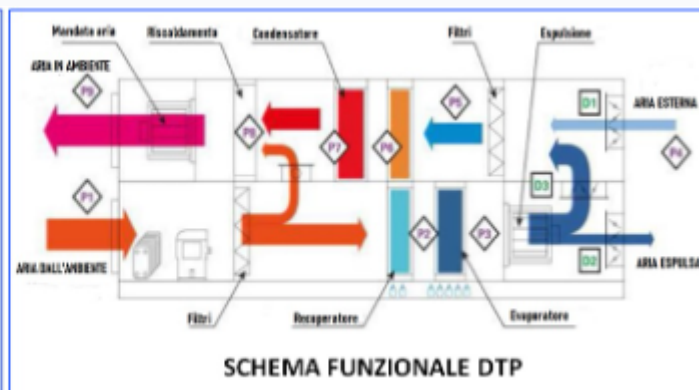 Mandata aria
Riscaldamento
Condensatore
Filtri
Espulsione
ARIA IN AMBIENTE
P9
D1
ARIA ESTERNA
P8
P7
P6
P5
P4
P1
D3
P2
P3
D2
ARIA DALL'ANBIENTE
ARIA ESPULSA
Filtri
Recuperatore
Evaporatore
SCHEMA FUNZIONALE DTP